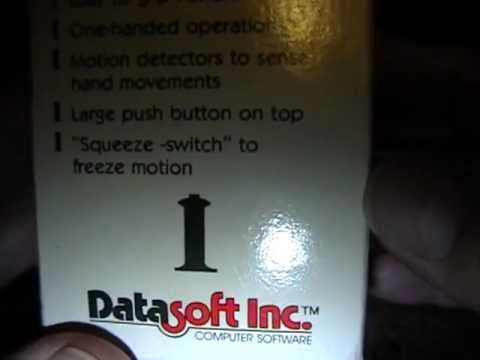 One-handed operation
Motion detectors to sense
hand movements
Large push button on top
"Squeeze -switch" to
freeze motion
Datasoft Inc.™
COMPUTER SOFTWARE